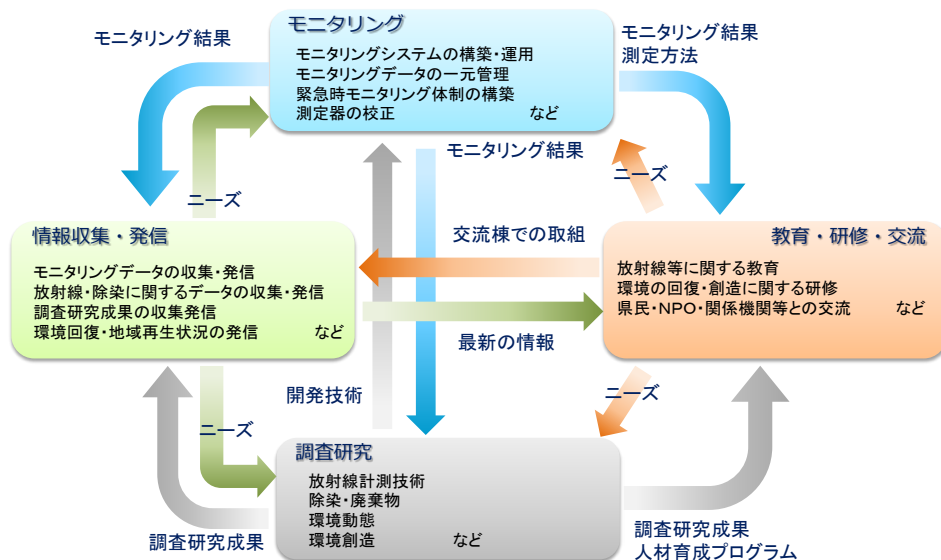 モニタリング
モニタリングシステムの構築・運用
モニタリングデータの一元管理
緊急時モニタリング体制の構築
測定器の校正　など
モニタリング結果
モニタリング結果
測定方法
モニタリング結果
ニーズ
ニーズ
情報収集・発信
モニタリングデータの収集・発信
放射線・除染に関するデータの収集・発信
調査研究成果の収集発信
環境回復・地域再生状況の発信　など
交流棟での取組
最新の情報
教育・研修・交流
放射線等に関する教育
環境の回復・創造に関する研修
県民・NPO・関係機関等との交流　など
開発技術
ニーズ
ニーズ
調査研究
放射線計測技術
除染・廃棄物
環境動態
環境創造　など
調査研究成果
調査研究成果
人材育成プログラム